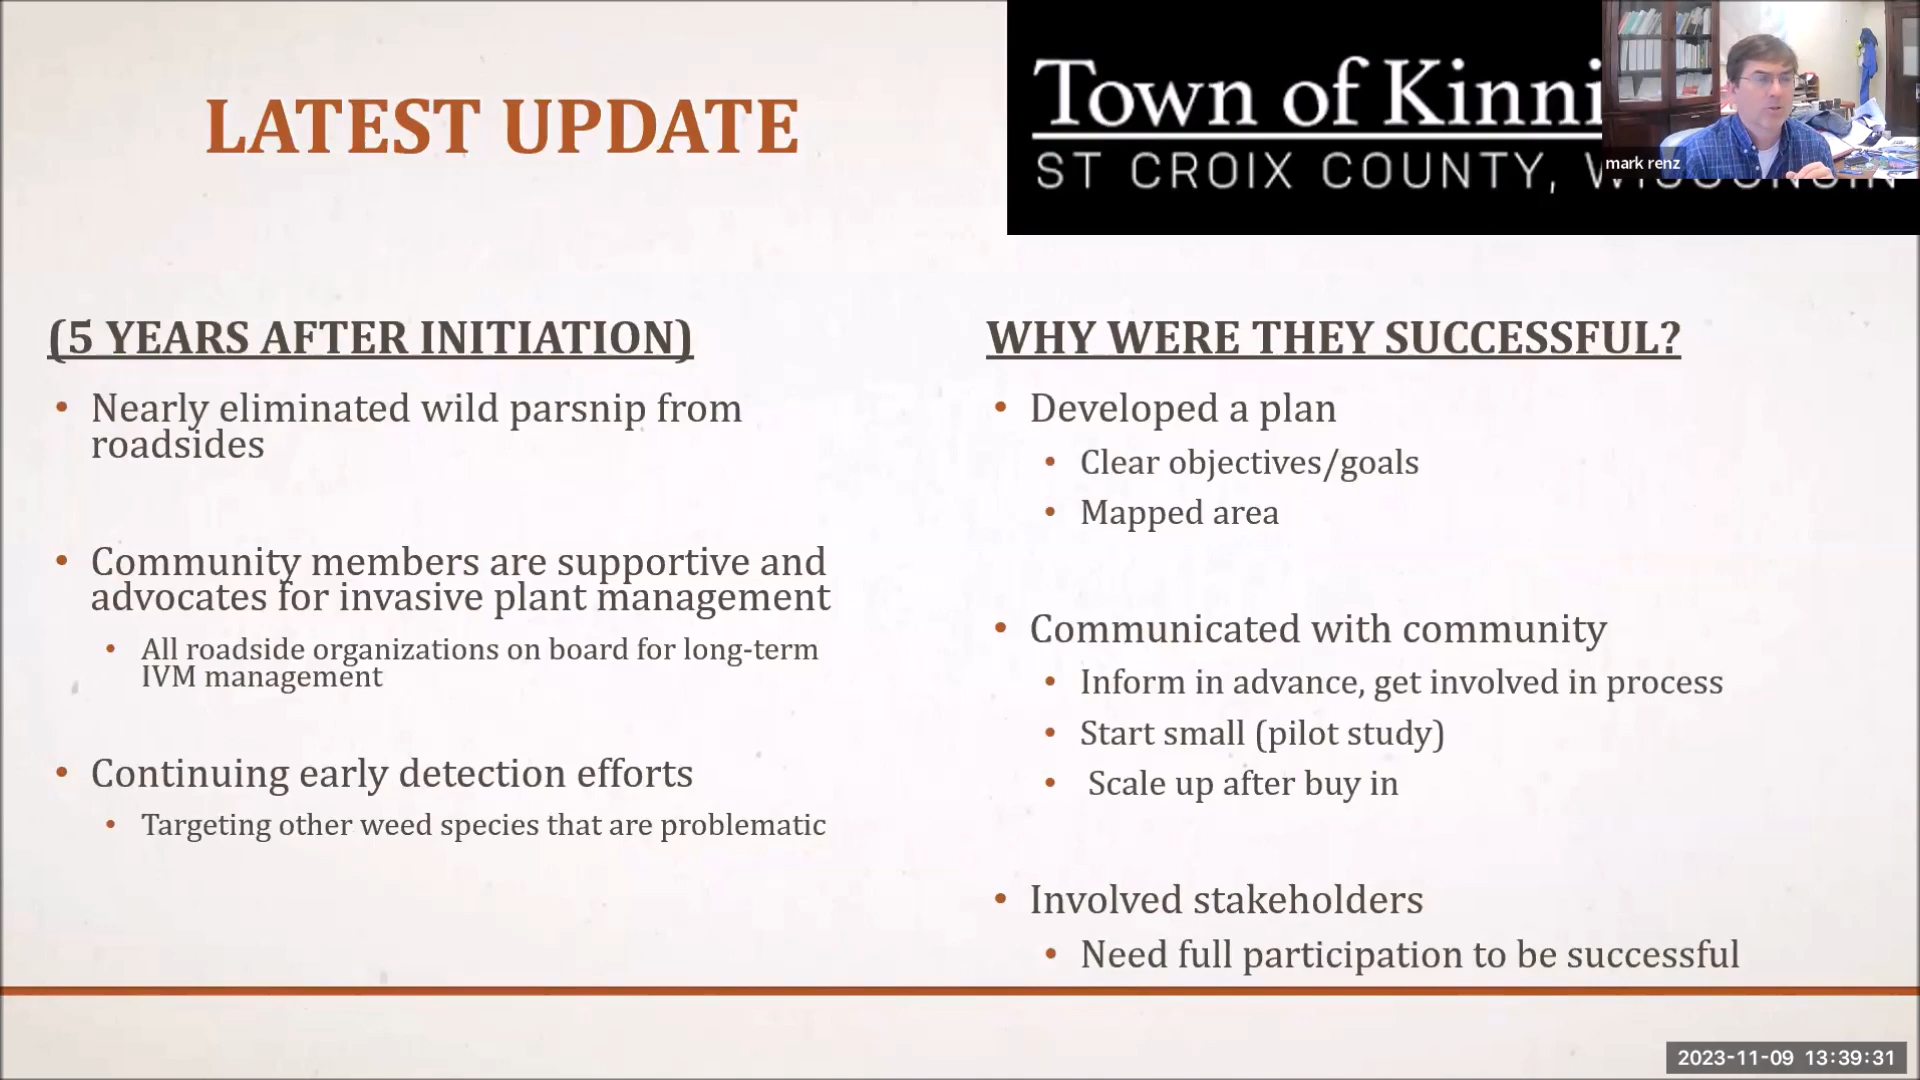 LATEST UPDATE
Town of Kinni
ST CROIX COUNTY, WISCONSIN
mark renz
(5 YEARS AFTER INITIATION)
• Nearly eliminated wild parsnip from
roadsides
• Community members are supportive and
advocates for invasive plant management
• All roadside organizations on board for long-term
IVM management
• Continuing early detection efforts
• Targeting other weed species that are problematic
WHY WERE THEY SUCCESSFUL?
• Developed a plan
• Clear objectives/goals
• Mapped area
• Communicated with community
• Inform in advance, get involved in process
• Start small (pilot study)
• Scale up after buy in
• Involved stakeholders
• Need full participation to be successful
2023-11-09 13:39:31